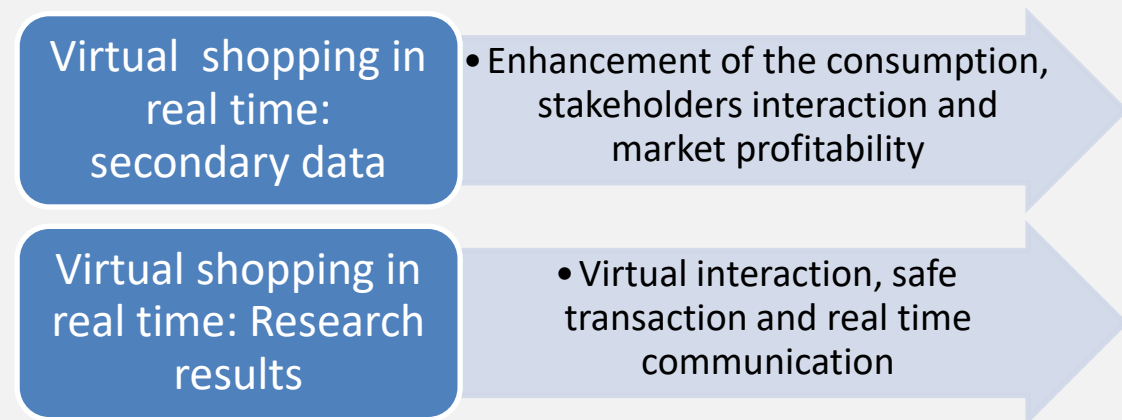 Virtual  shopping in
real time:
secondary data
•Enhancement of the consumption,
stakeholders interaction and
market profitability
Virtual shopping in
real time: Research
results
•Virtual interaction, safe
transaction and real time
communication